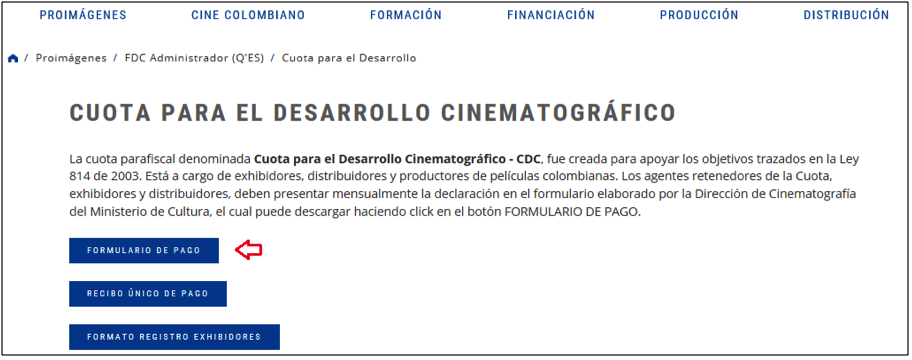 PROIMÁGENES CINE COLOMBIANO FORMACIÓN FINANCIACIÓN PRODUCCIÓN DISTRIBUCIÓN
/ Proimágenes / FDC Administrador (Q'ES) / Cuota para el Desarrollo
CUOTA PARA EL DESARROLLO CINEMATOGRÁFICO
La cuota parafiscal denominada Cuota para el Desarrollo Cinematográfico - CDC, fue creada para apoyar los objetivos trazados en la Ley
814 de 2003. Está a cargo de exhibidores, distribuidores y productores de películas colombianas. Los agentes retenedores de la Cuota,
exhibidores y distribuidores, deben presentar mensualmente la declaración en el formulario elaborado por la Dirección de Cinematografía
del Ministerio de Cultura, el cual puede descargar haciendo click en el botón FORMULARIO DE PAGO.
FORMULARIO DE PAGO
RECIBO ÚNICO DE PAGO
FORMATO REGISTRO EXHIBIDORES